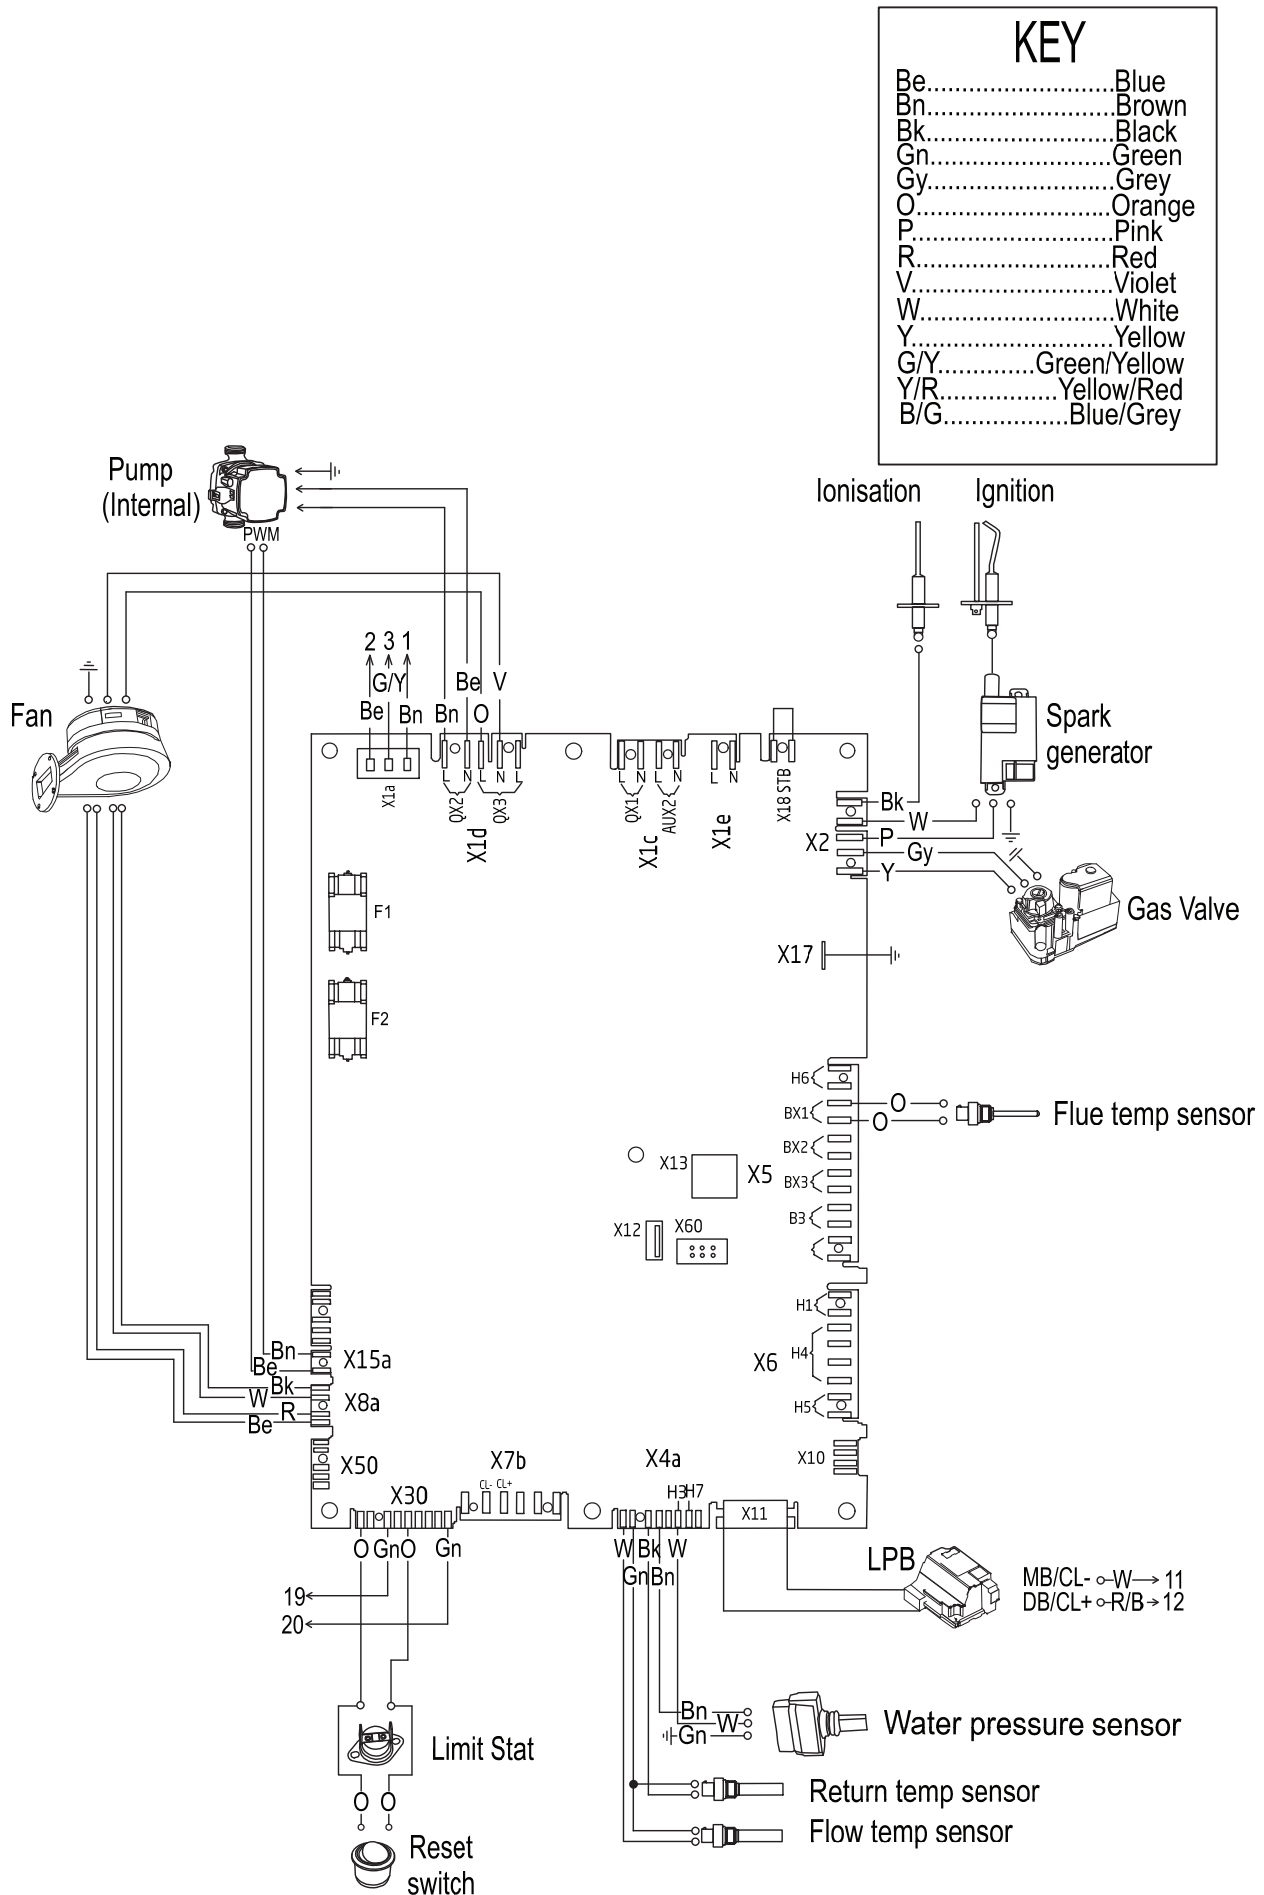 KEY
Be............................Blue
Bn............................Brown
Bk............................Black
Gn...........................Green
Gy............................Grey
O.............................Orange
P..............................Pink
R.............................Red
V..............................Violet
W.............................White
Y..............................Yellow
G/Y..............Green/Yellow
Y/R..................Yellow/Red
B/G...................Blue/Grey
Pump
(Internal)
PWM
Ionisation
Ignition
2 3 1
G/Y
Be
Bn
Bn
Be
O
V
Fan
Spark
generator
X1a
L N L N L
QX2
QX3
X1d
L N L N
QX1
AUX2
X1c
L N
X1e
X18 STB
Bk
W
X2
P
Gy
Y
Gas Valve
F1
F2
X17
H6
BX1
O
O
Flue temp sensor
BX2
BX3
B3
X13
X5
X12
X60
H1
H4
X6
H5
X10
Bn
Be
X15a
Bk
W
X8a
R
Be
X50
X30
X7b
CL- CL+
X4a
H3 H7
X11
O Gn O Gn
W Bk W
Gn Bn
19
20
LPB
MB/CL- W 11
DB/CL+ R/B 12
Bn
W
Gn
Water pressure sensor
Limit Stat
Return temp sensor
Flow temp sensor
O O
Reset
switch